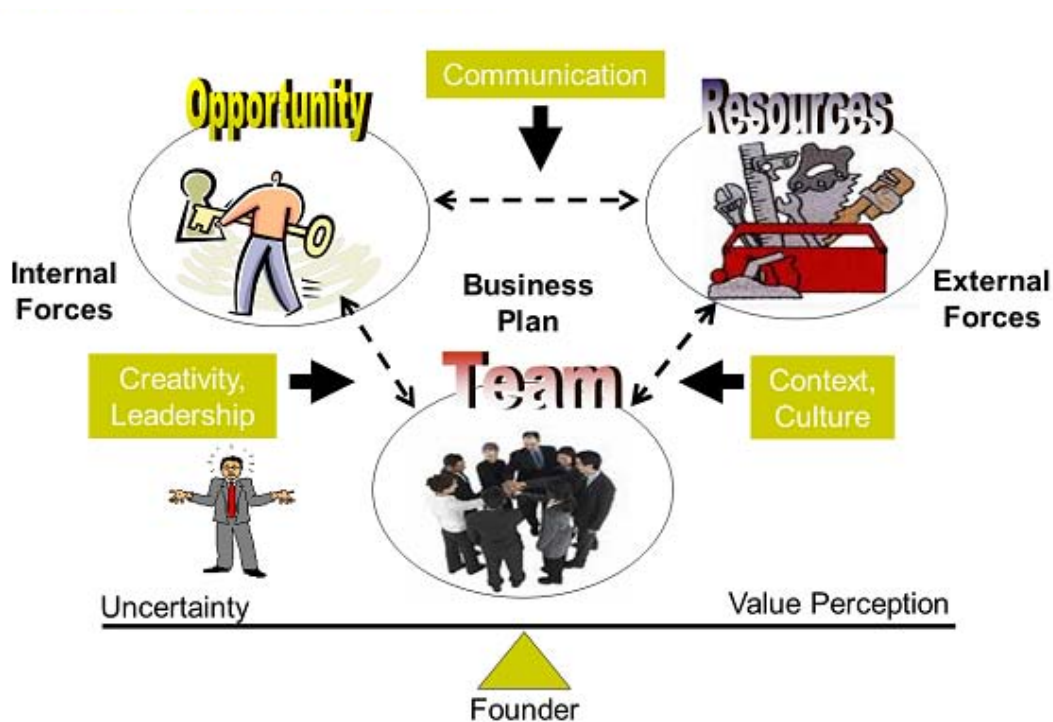 Communication
Opportunity
Resources
Internal
Forces
Business
Plan
External
Forces
Creativity,
Leadership
Team
Context,
Culture
Uncertainty
Value Perception
Founder